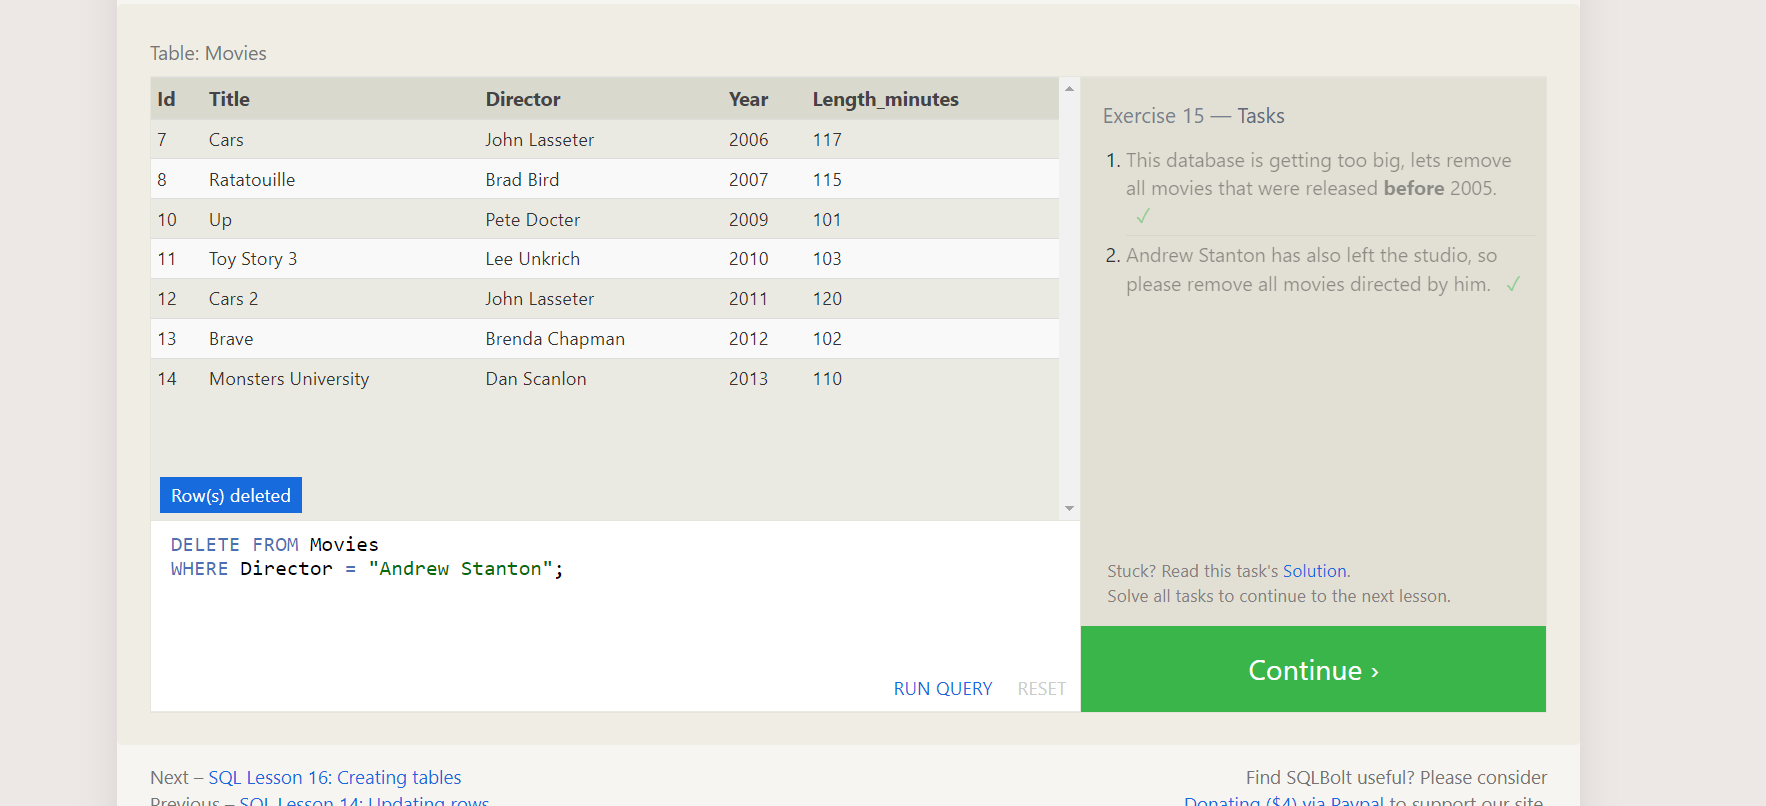 Table: Movies
Id Title Director Year Length_minutes
7 Cars John Lasseter 2006 117
8 Ratatouille Brad Bird 2007 115
10 Up Pete Docter 2009 101
11 Toy Story 3 Lee Unkrich 2010 103
12 Cars 2 John Lasseter 2011 120
13 Brave Brenda Chapman 2012 102
14 Monsters University Dan Scanlon 2013 110
Row(s) deleted
DELETE FROM Movies
WHERE Director = "Andrew Stanton";
RUN QUERY RESET
Exercise 15 — Tasks
1. This database is getting too big, lets remove
all movies that were released before 2005.
✓
2. Andrew Stanton has also left the studio, so
please remove all movies directed by him. ✓
Stuck? Read this task's Solution.
Solve all tasks to continue to the next lesson.
Continue ›
Next – SQL Lesson 16: Creating tables
Previous – SQL Lesson 14: Updating rows
Find SQLBolt useful? Please consider
Donating ($4) via Paypal to support our site.